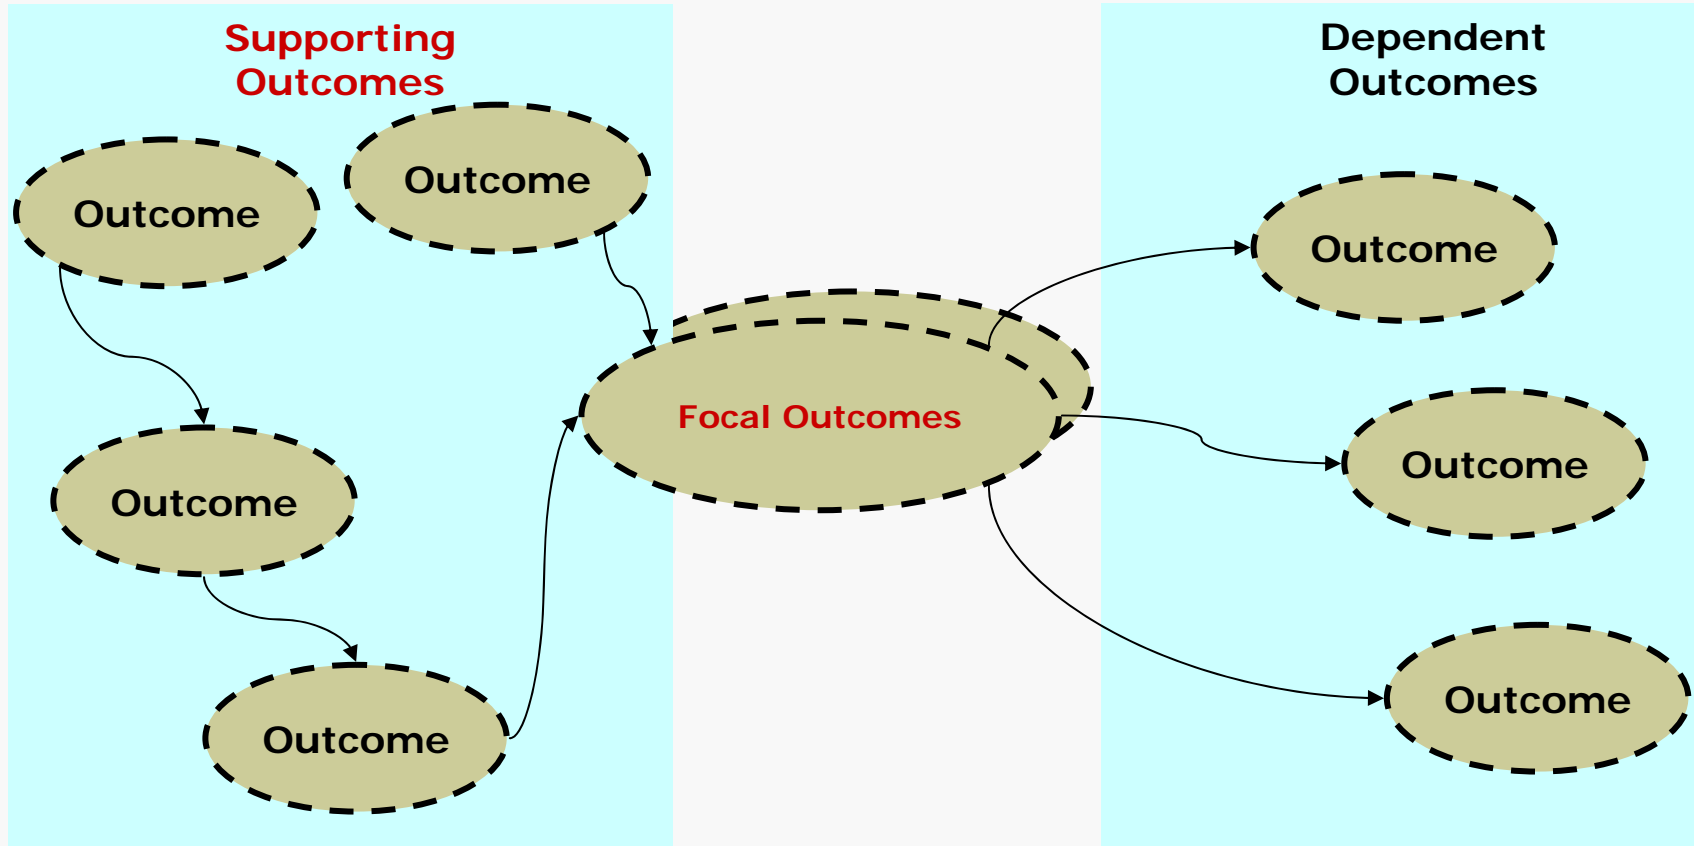 Supporting
Outcomes
Outcome
Outcome
Outcome
Outcome
Focal Outcomes
Dependent
Outcomes
Outcome
Outcome
Outcome